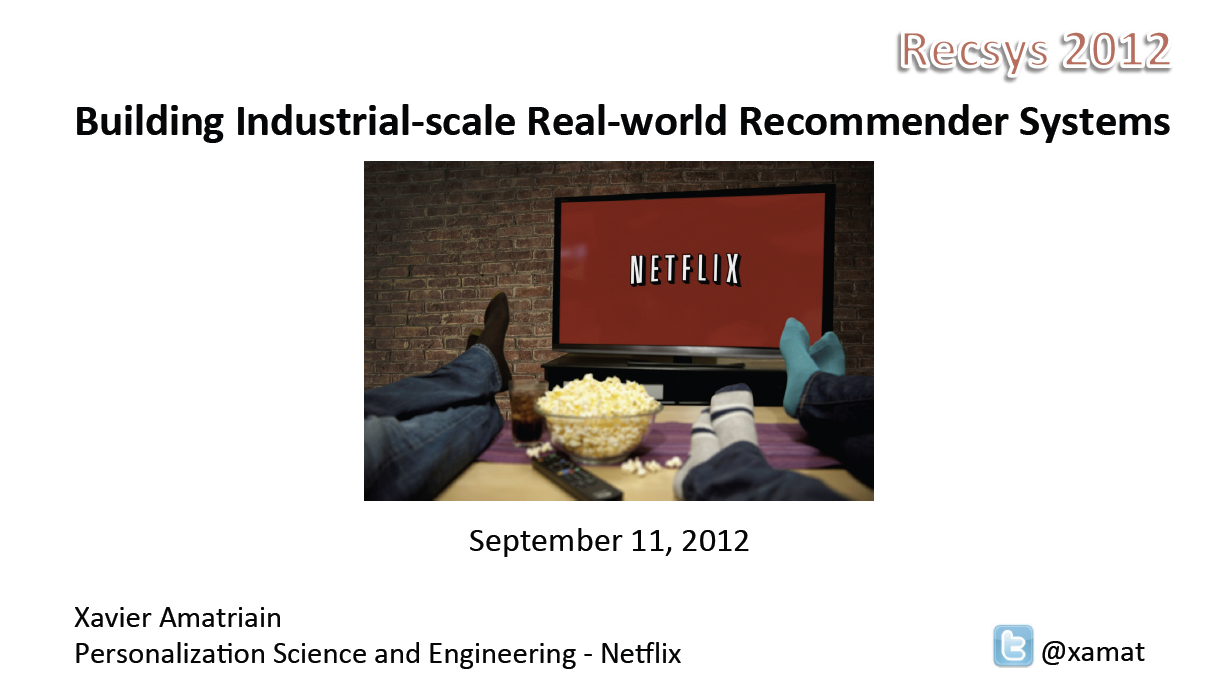 Recsys 2012
Building Industrial-scale Real-world Recommender Systems
NETFLIX
September 11, 2012
Xavier Amatriain
Personalization Science and Engineering - Netflix
@xamat